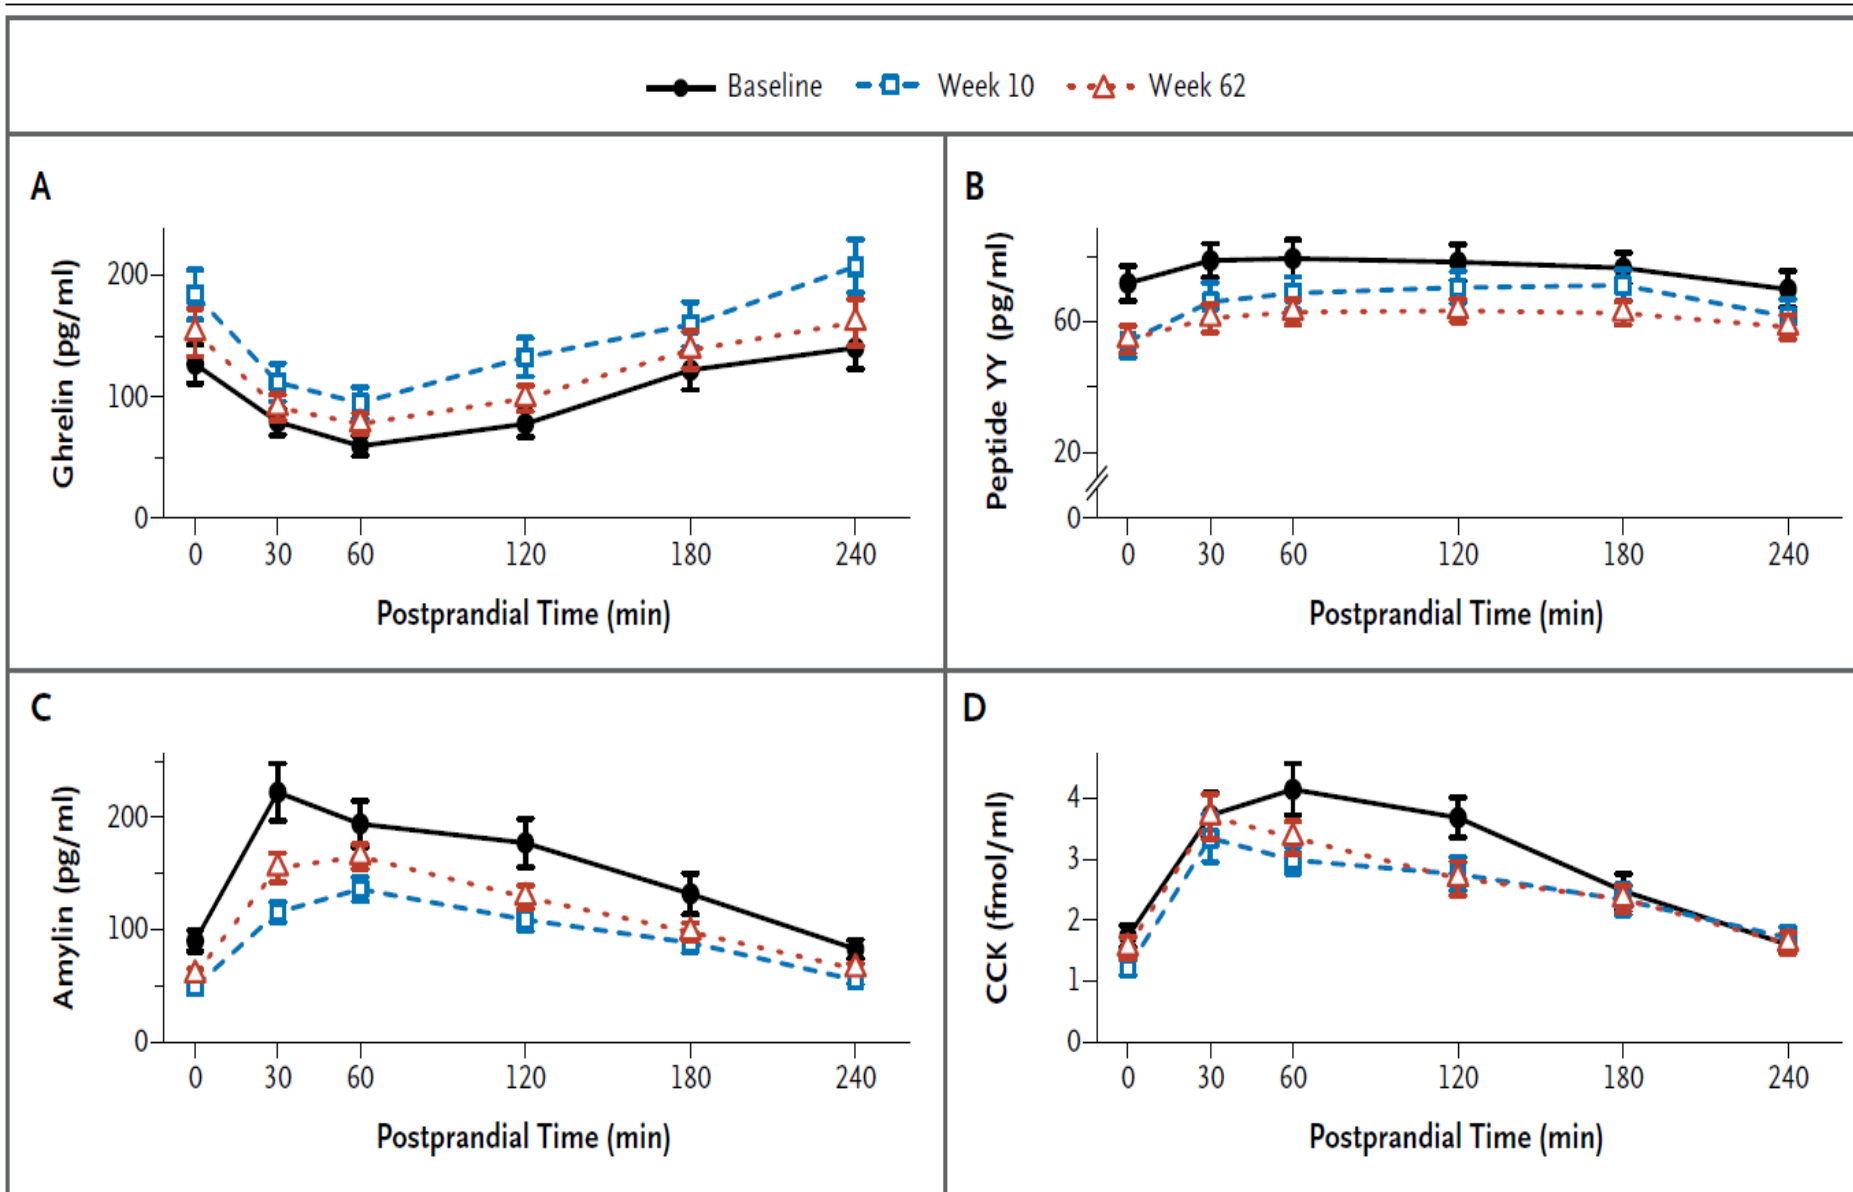 Baseline Week 10 Week 62
A
Ghrelin (pg/ml)
200
100
0
0 30 60 120 180 240
Postprandial Time (min)
B
Peptide YY (pg/ml)
60
20
0
0 30 60 120 180 240
Postprandial Time (min)
C
Amylin (pg/ml)
200
100
0
0 30 60 120 180 240
Postprandial Time (min)
D
CCK (fmol/ml)
4
3
2
1
0
0 30 60 120 180 240
Postprandial Time (min)